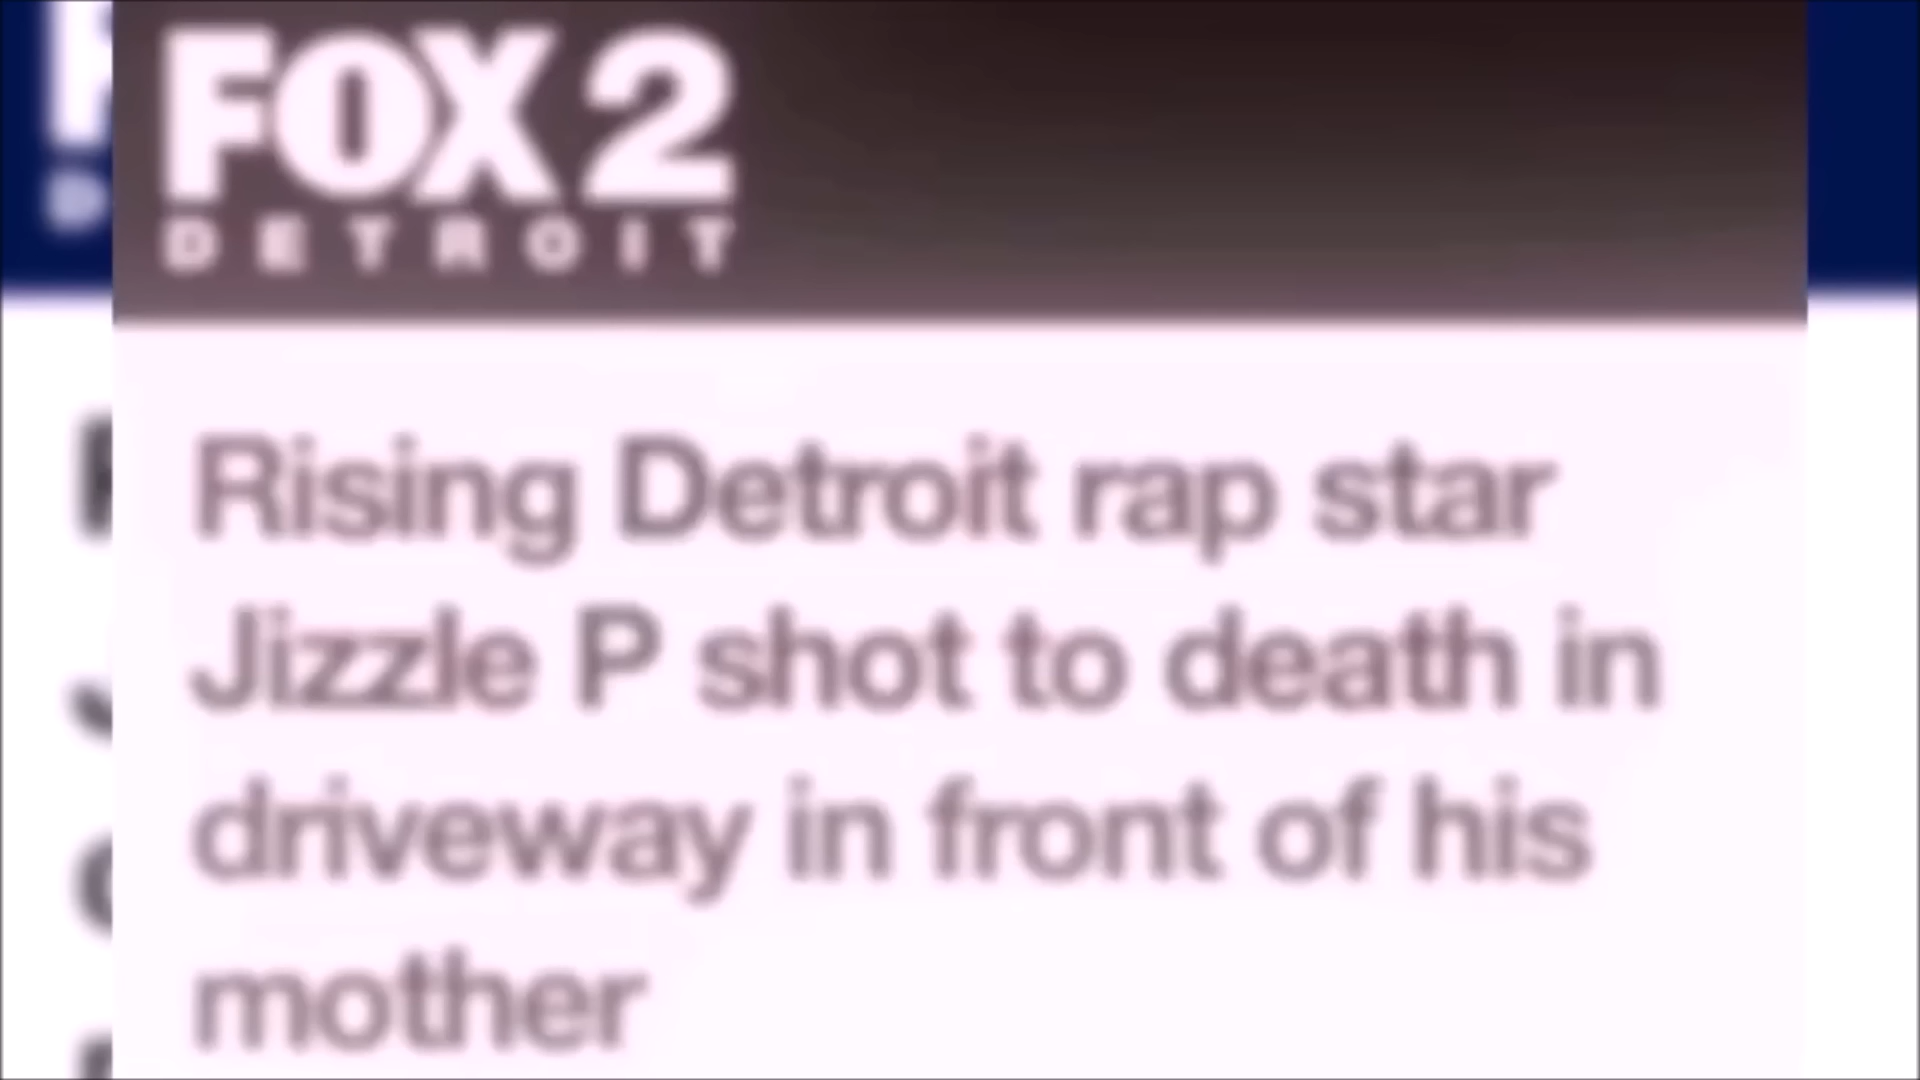 FOX 2
DETROIT
Rising Detroit rap star
Jizzle P shot to death in
driveway in front of his
mother